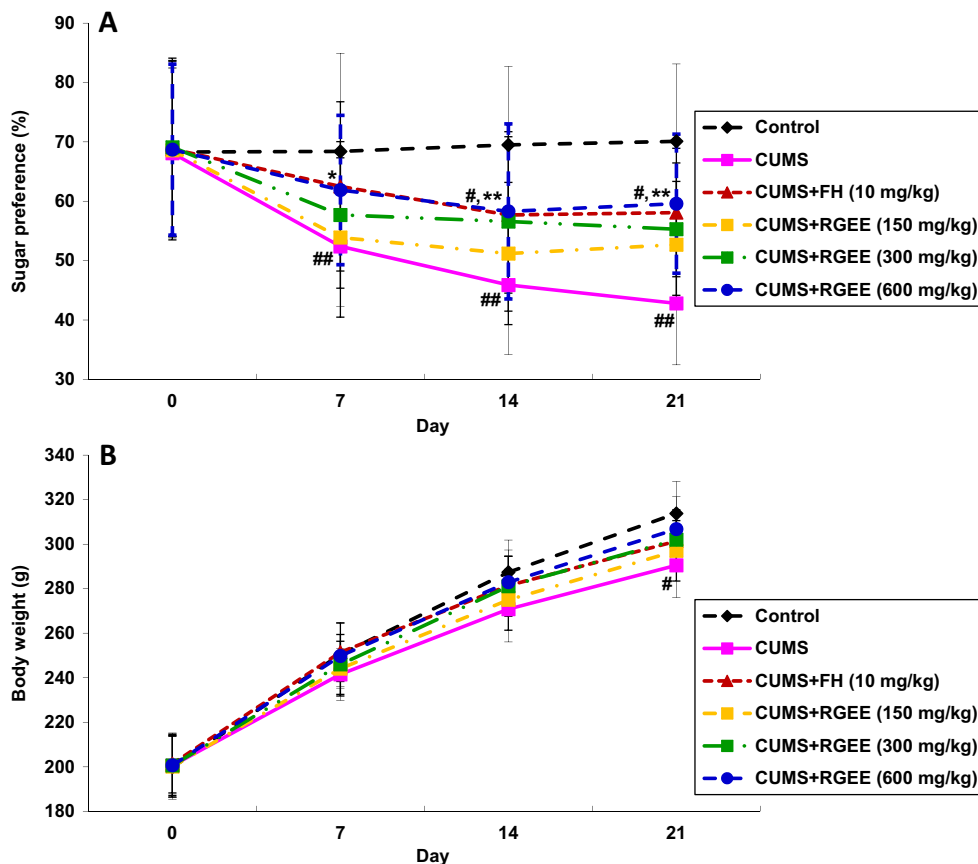 A
90
80
70
60
50
40
30
Sugar preference (%)
*
#, **
#, **
##
##
##
0
7
14
21
Day
Control
CUMS
CUMS+FH (10 mg/kg)
CUMS+RGEE (150 mg/kg)
CUMS+RGEE (300 mg/kg)
CUMS+RGEE (600 mg/kg)
B
340
320
300
280
260
240
220
200
180
Body weight (g)
#
0
7
14
21
Day
Control
CUMS
CUMS+FH (10 mg/kg)
CUMS+RGEE (150 mg/kg)
CUMS+RGEE (300 mg/kg)
CUMS+RGEE (600 mg/kg)